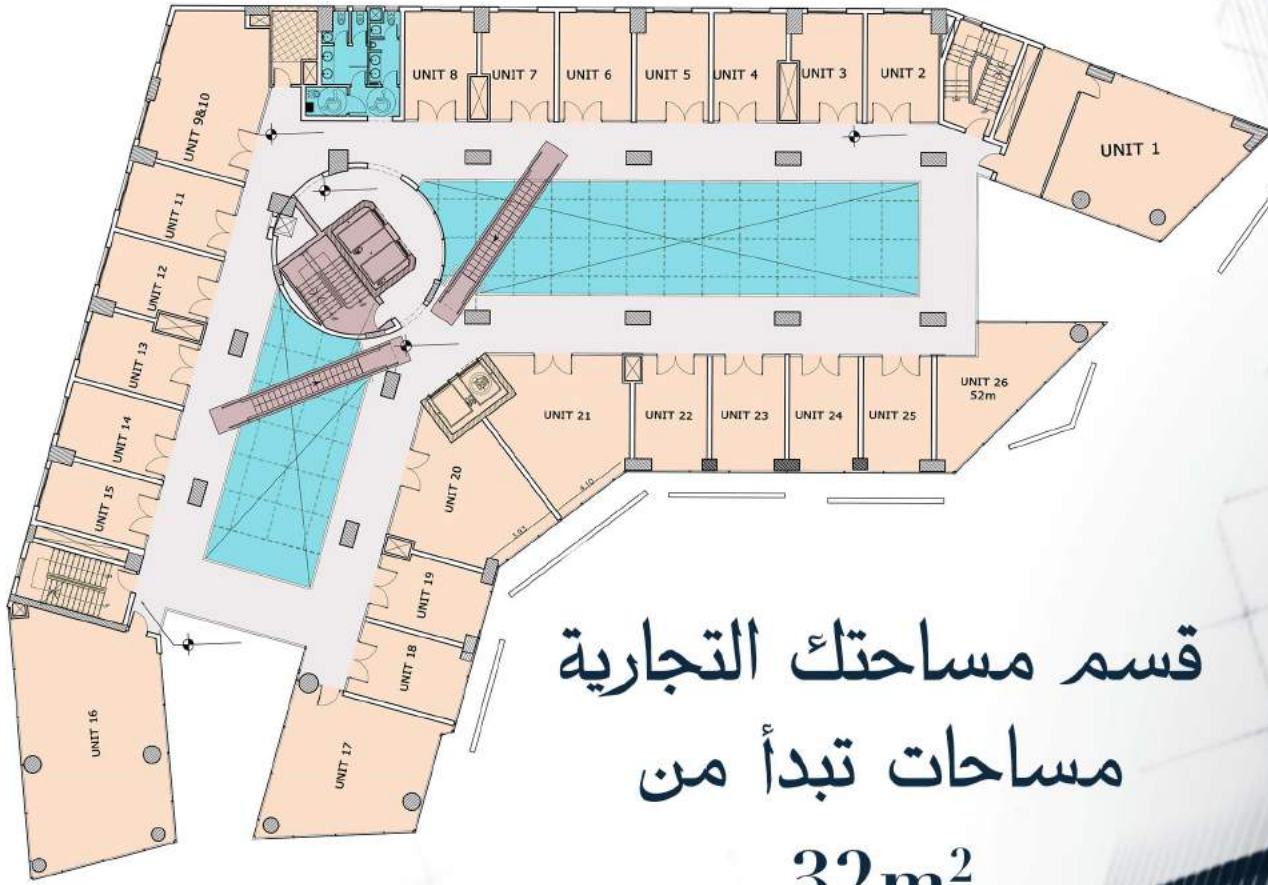 UNIT 8
UNIT 7
UNIT 6
UNIT 5
UNIT 4
UNIT 3
UNIT 2
UNIT 1
UNIT 9&10
UNIT 11
UNIT 12
UNIT 13
UNIT 14
UNIT 15
UNIT 16
UNIT 17
UNIT 18
UNIT 19
UNIT 20
UNIT 21
UNIT 22
UNIT 23
UNIT 24
UNIT 25
UNIT 26
52m
قسم مساحتك التجارية
مساحات تبدأ من
32m²